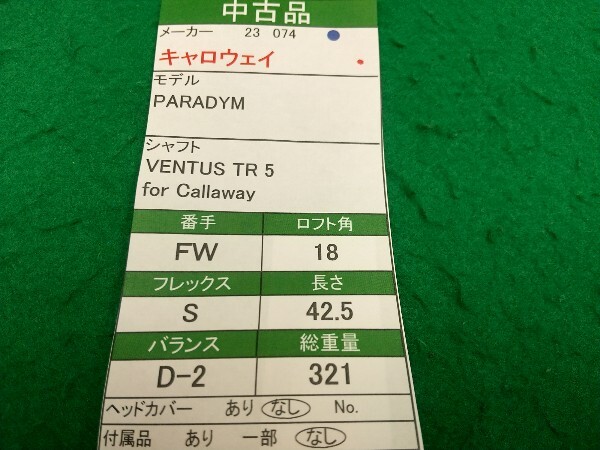 中古品
メーカー 23 074
キャロウェイ
モデル
PARADYM
シャフト
VENTUS TR 5
for Callaway
番手 ロフト角
FW 18
フレックス 長さ
S 42.5
バランス 総重量
D-2 321
ヘッドカバー あり なし No.
付属品 あり 一部 なし